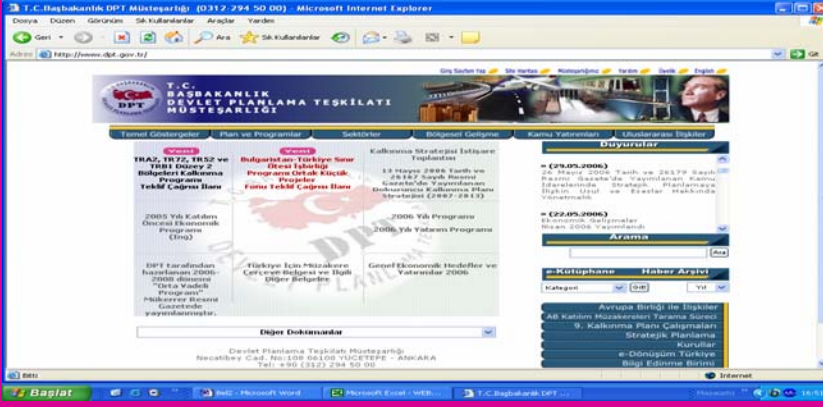 T.C.Başbakanlık DPT Müsteşarlığı (0312-294 50 00) - Microsoft Internet Explorer
Dosya Düzen Görünüm Sık Kullanılanlar Araçlar Yardım
Geri Ara Sık Kullanılanlar
Adres http://www.dpt.gov.tr/ Git
Giriş Sayfam Yap Site Haritası Müsteşarlığımız Yardım Üyelik English
T.C.
BAŞBAKANLIK
DEVLET PLANLAMA TEŞKİLATI
MÜSTEŞARLIĞI
DPT
Temel Göstergeler Plan ve Programlar Sektörler Bölgesel Gelişme Kamu Yatırımları Uluslararası İlişkiler
Yeni
TRA2, TR72, TR52 ve
TRB1 Düzey 2
Bölgeleri Kalkınma
Programı
Teklif Çağrısı İlanı
Yeni
Bulgaristan-Türkiye Sınır
Ötesi İşbirliği
Programı Ortak Küçük
Projeler
Fonu Teklif Çağrısı İlanı
Kalkınma Stratejisi İstişare
Toplantısı
13 Mayıs 2006 Tarih ve
26167 Sayılı Resmi
Gazete'de Yayımlanan
Dokuzuncu Kalkınma Planı
Stratejisi (2007-2013)
2005 Yılı Katılım
Öncesi Ekonomik
Programı
(İng)
2006 Yılı Programı
2006 Yılı Yatırım Programı
DPT tarafından
hazırlanan 2006-
2008 dönemi
"Orta Vadeli
Program"
Mükerrer Resmi
Gazetede
yayımlanmıştır.
Türkiye İçin Müzakere
Çerçeve Belgesi ve İlgili
Diğer Belgeler
Genel Ekonomik Hedefler ve
Yatırımlar 2006
Diğer Dokümanlar
Devlet Planlama Teşkilatı Müsteşarlığı
Necatibey Cad. No:108 06100 YÜCETEPE - ANKARA
Tel: +90 (312) 294 50 00
Duyurular
» (29.05.2006)
26 Mayıs 2006 Tarih ve 26179 Sayılı
Resmi Gazete'de Yayımlanan Kamu
İdarelerinde Stratejik Planlamaya
İlişkin Usul ve Esaslar Hakkında
Yönetmelik
» (22.05.2006)
Ekonomik Gelişmeler
Nisan 2006 Yayımlandı
Arama
Ara
e-Kütüphane Haber Arşivi
Kategori Git! Yıl
Avrupa Birliği ile İlişkiler
AB Katılım Müzakereleri Tarama Süreci
9. Kalkınma Planı Çalışmaları
Stratejik Planlama
Kurullar
e-Dönüşüm Türkiye
Bilgi Edinme Birimi
Bitti Internet
Başlat Microsoft Word Microsoft Excel - WEB... T.C.Başbakanlık DPT ... 16:51